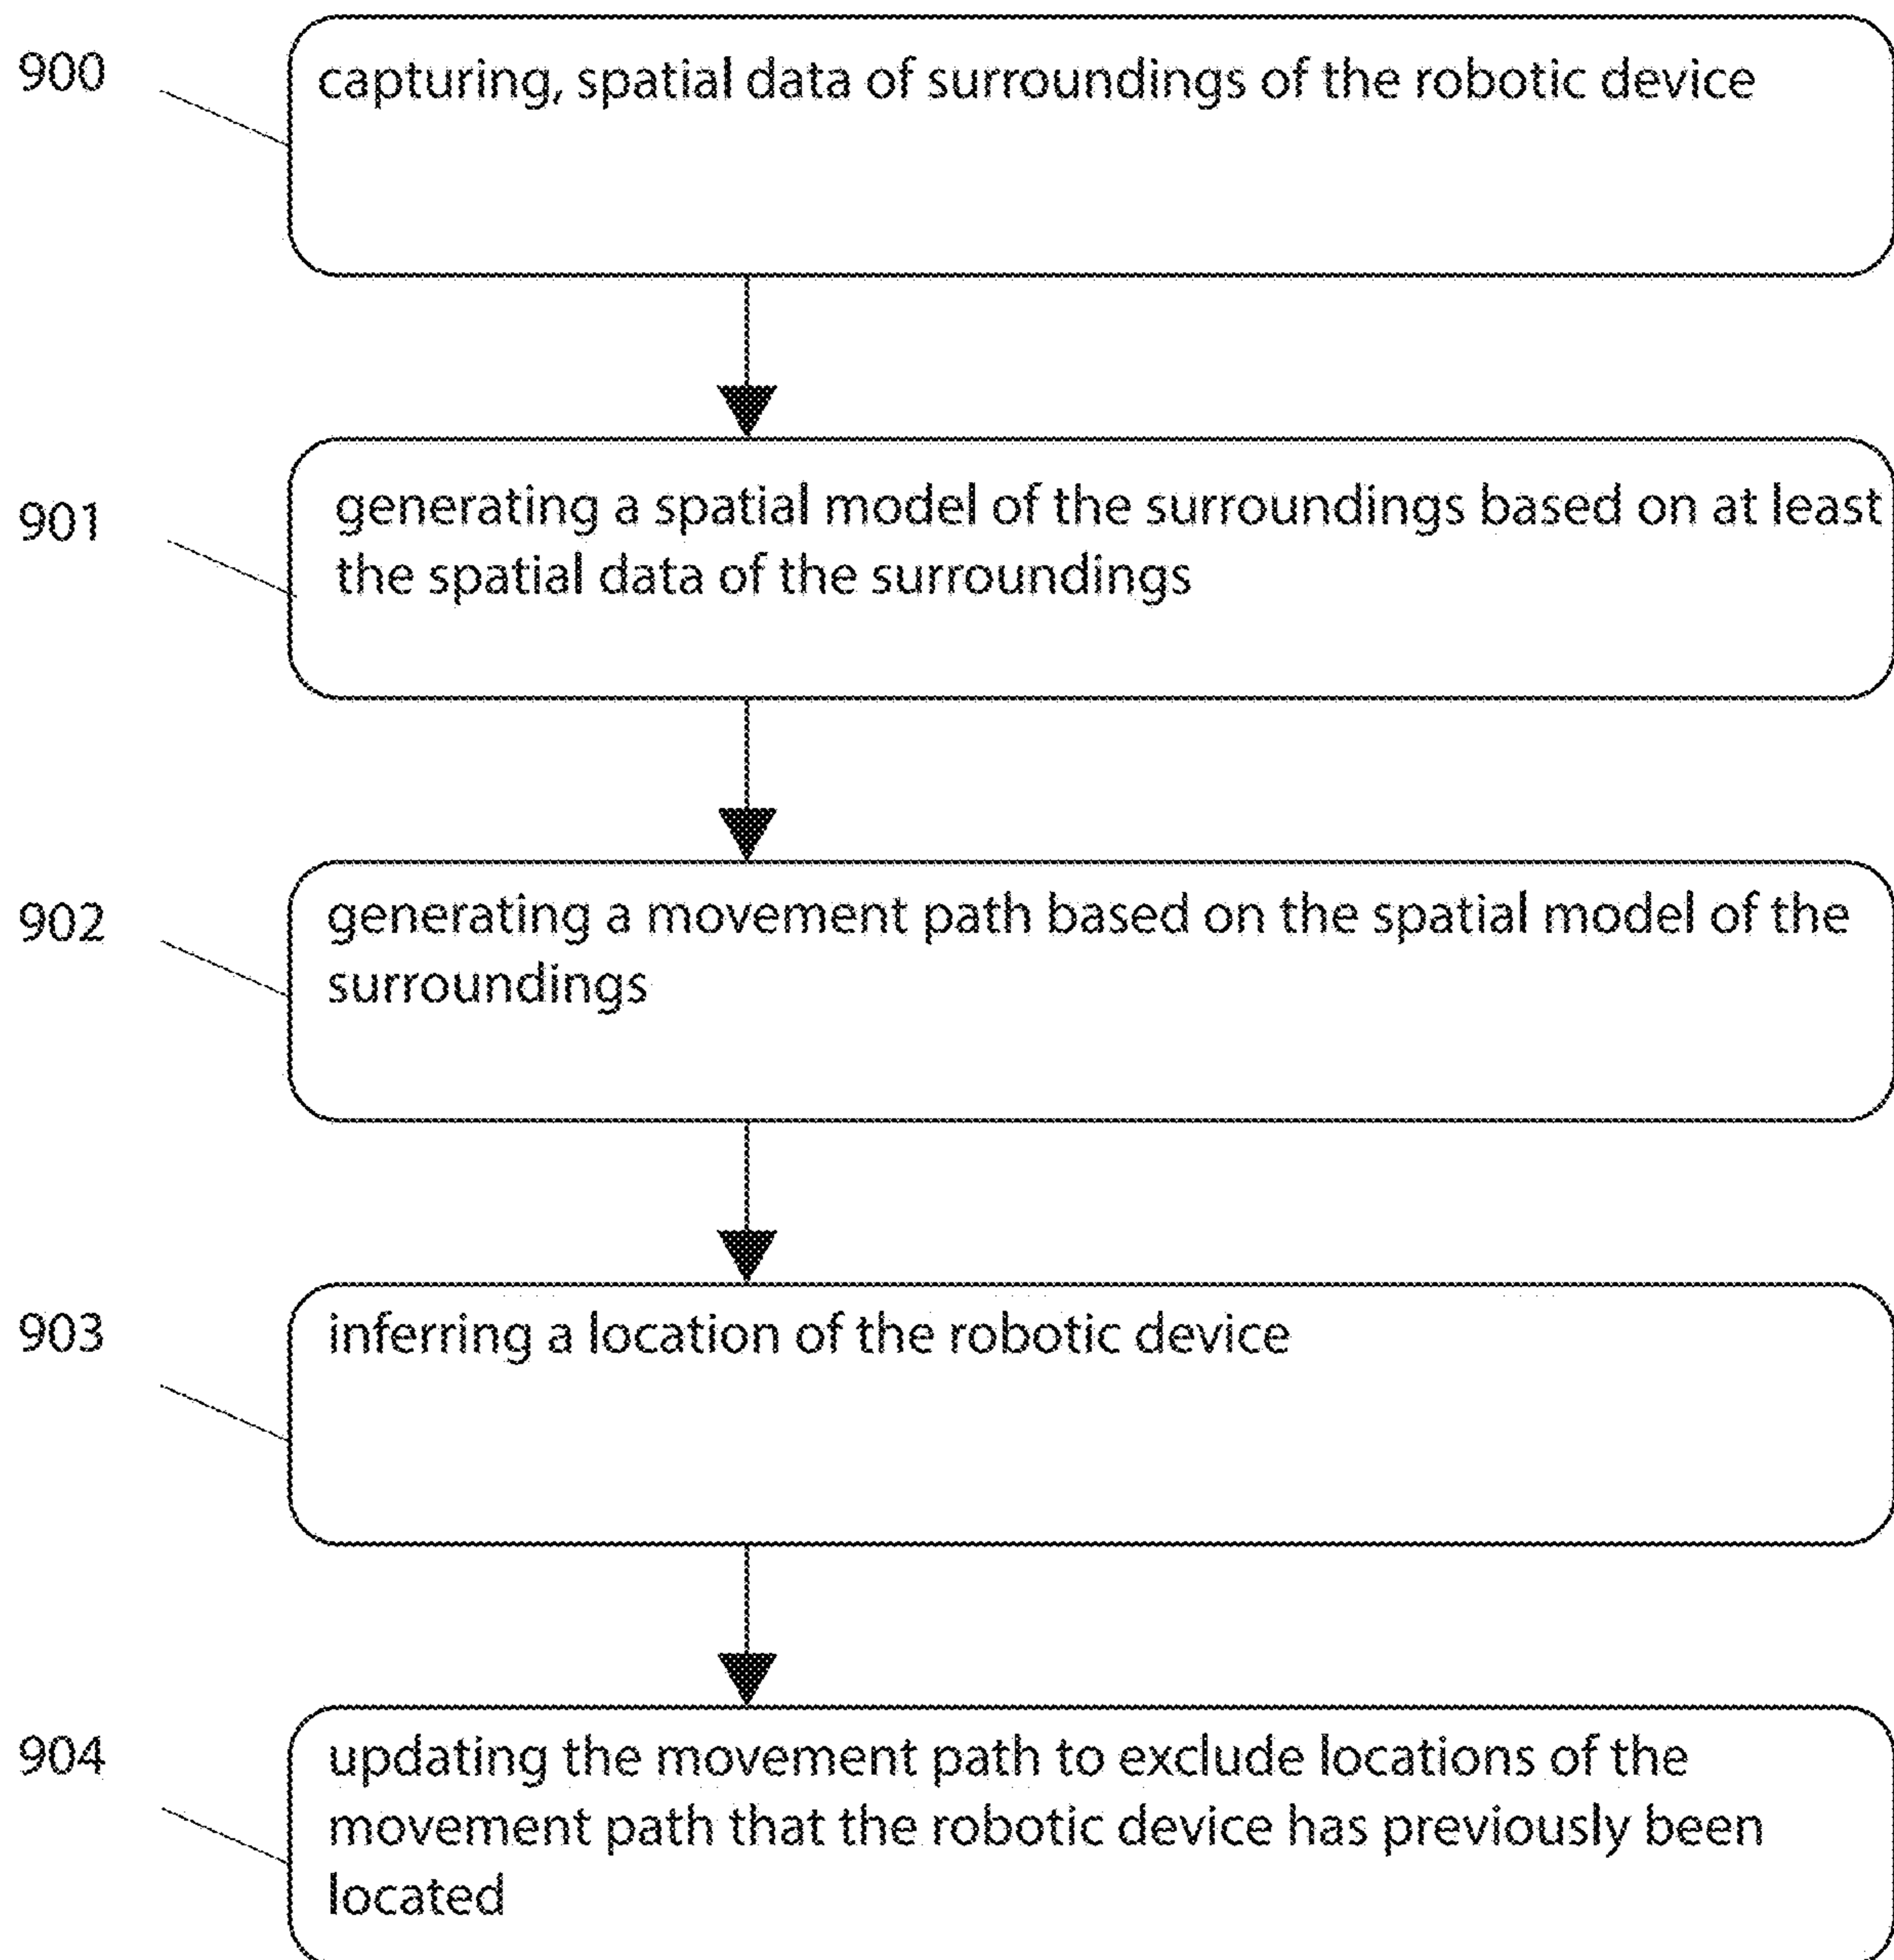 900
capturing, spatial data of surroundings of the robotic device
901
generating a spatial model of the surroundings based on at least
the spatial data of the surroundings
902
generating a movement path based on the spatial model of the
surroundings
903
inferring a location of the robotic device
904
updating the movement path to exclude locations of the
movement path that the robotic device has previously been
located